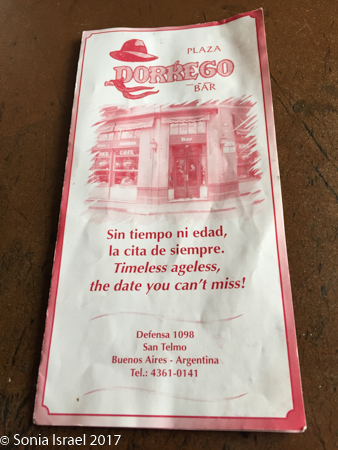 PLAZA
DORREGO
BAR
Sin tiempo ni edad,
la cita de siempre.
Timeless ageless,
the date you can't miss!
Defensa 1098
San Telmo
Buenos Aires - Argentina
Tel.: 4361-0141
© Sonia Israel 2017